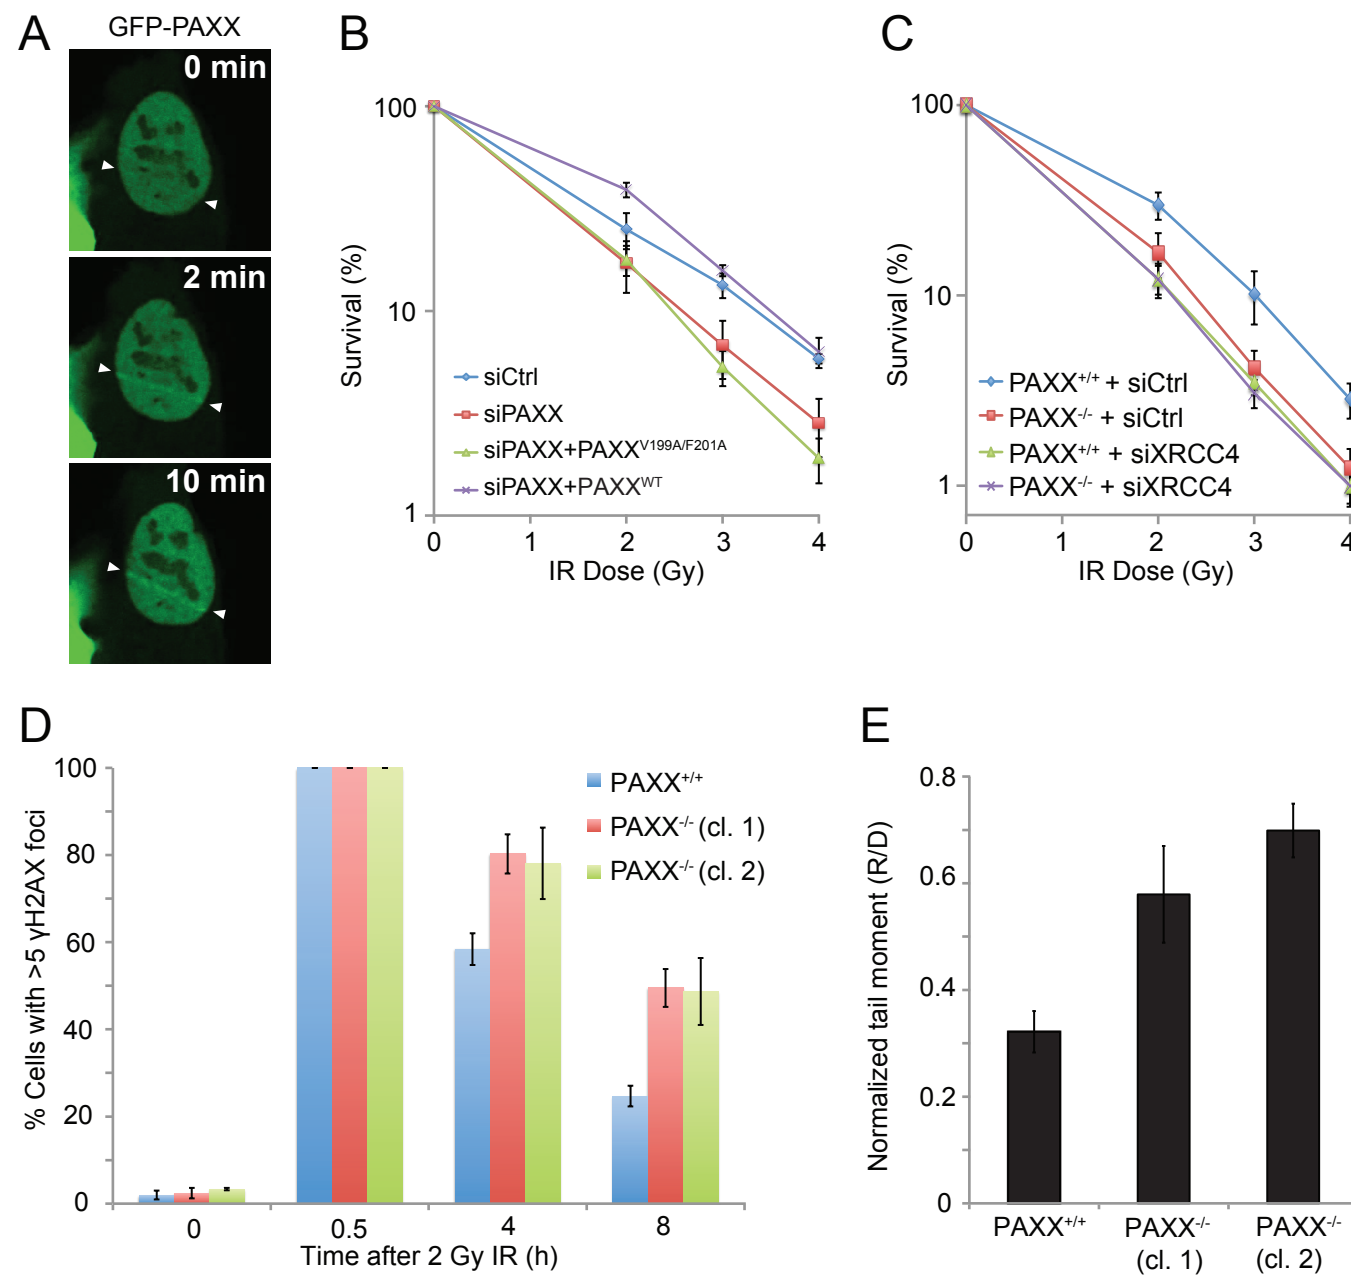 A
GFP-PAXX
0 min
2 min
10 min
B
100
10
1
Survival (%)
siCtrl
siPAXX
siPAXX+PAXX^V199A/F201A
siPAXX+PAXX^WT
0 1 2 3 4
IR Dose (Gy)
C
100
10
1
Survival (%)
PAXX^+/+ + siCtrl
PAXX^-/- + siCtrl
PAXX^+/+ + siXRCC4
PAXX^-/- + siXRCC4
0 1 2 3 4
IR Dose (Gy)
D
100
80
60
40
20
0
% Cells with >5 γH2AX foci
PAXX^+/+
PAXX^-/- (cl. 1)
PAXX^-/- (cl. 2)
0 0.5 4 8
Time after 2 Gy IR (h)
E
0.8
0.6
0.4
0.2
0
Normalized tail moment (R/D)
PAXX^+/+ PAXX^-/- PAXX^-/-
(cl. 1) (cl. 2)